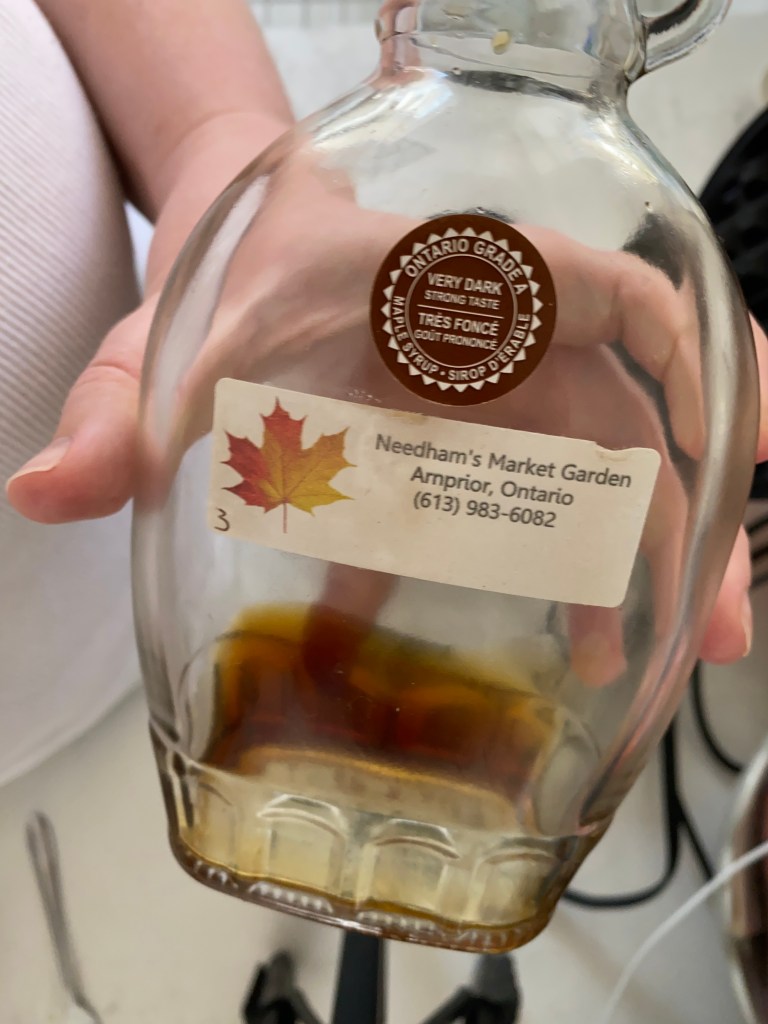 ONTARIO GRADE A
VERY DARK
STRONG TASTE
TRÈS FONCÉ
GOÛT PRONONCÉ
MAPLE SYRUP • SIROP D'ÉRABLE
Needham's Market Garden
Arnprior, Ontario
(613) 983-6082
3